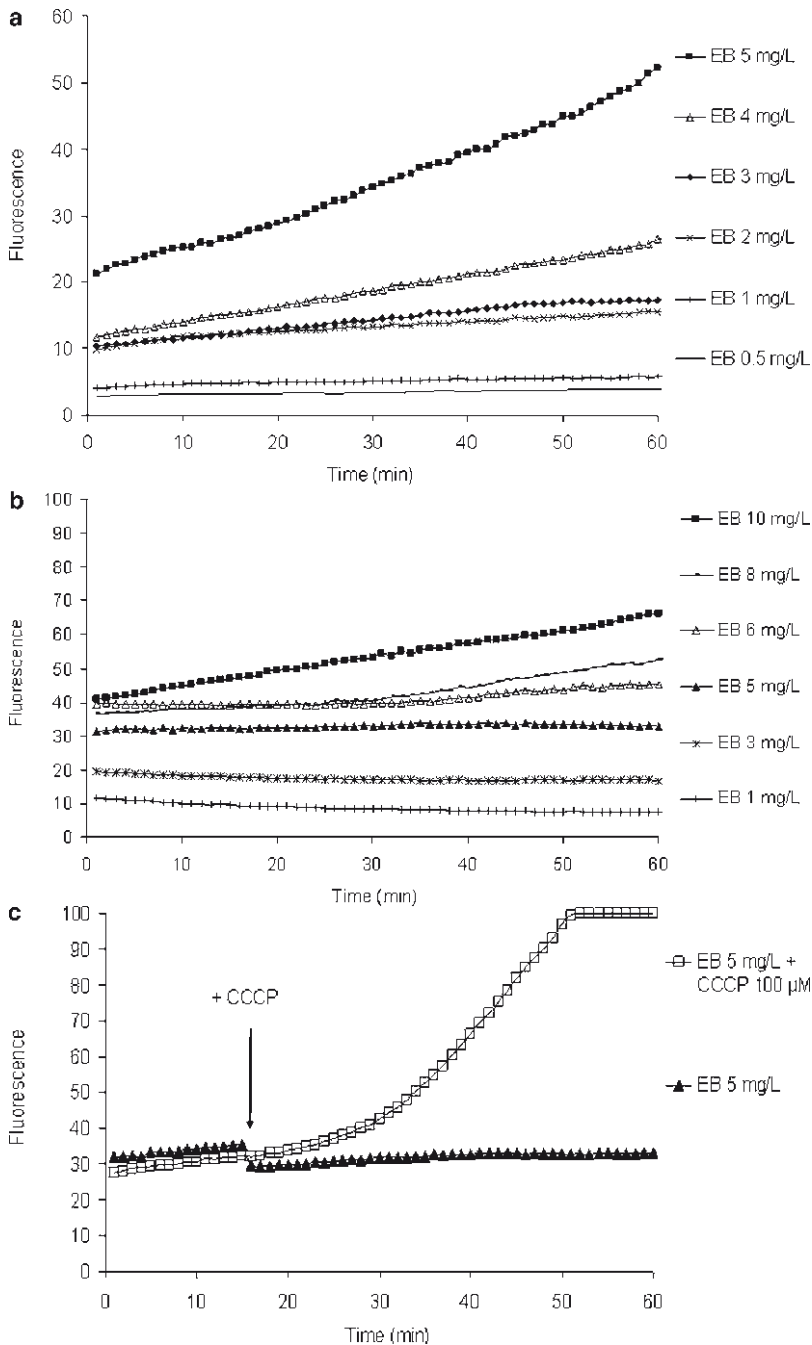 a
60
50
40
30
20
10
0
Fluorescence
0 10 20 30 40 50 60
Time (min)
EB 5 mg/L
EB 4 mg/L
EB 3 mg/L
EB 2 mg/L
EB 1 mg/L
EB 0.5 mg/L
b
100
90
80
70
60
50
40
30
20
10
0
Fluorescence
0 10 20 30 40 50 60
Time (min)
EB 10 mg/L
EB 8 mg/L
EB 6 mg/L
EB 5 mg/L
EB 3 mg/L
EB 1 mg/L
c
100
90
80
70
60
50
40
30
20
10
0
Fluorescence
+ CCCP
0 10 20 30 40 50 60
Time (min)
EB 5 mg/L +
CCCP 100 µM
EB 5 mg/L